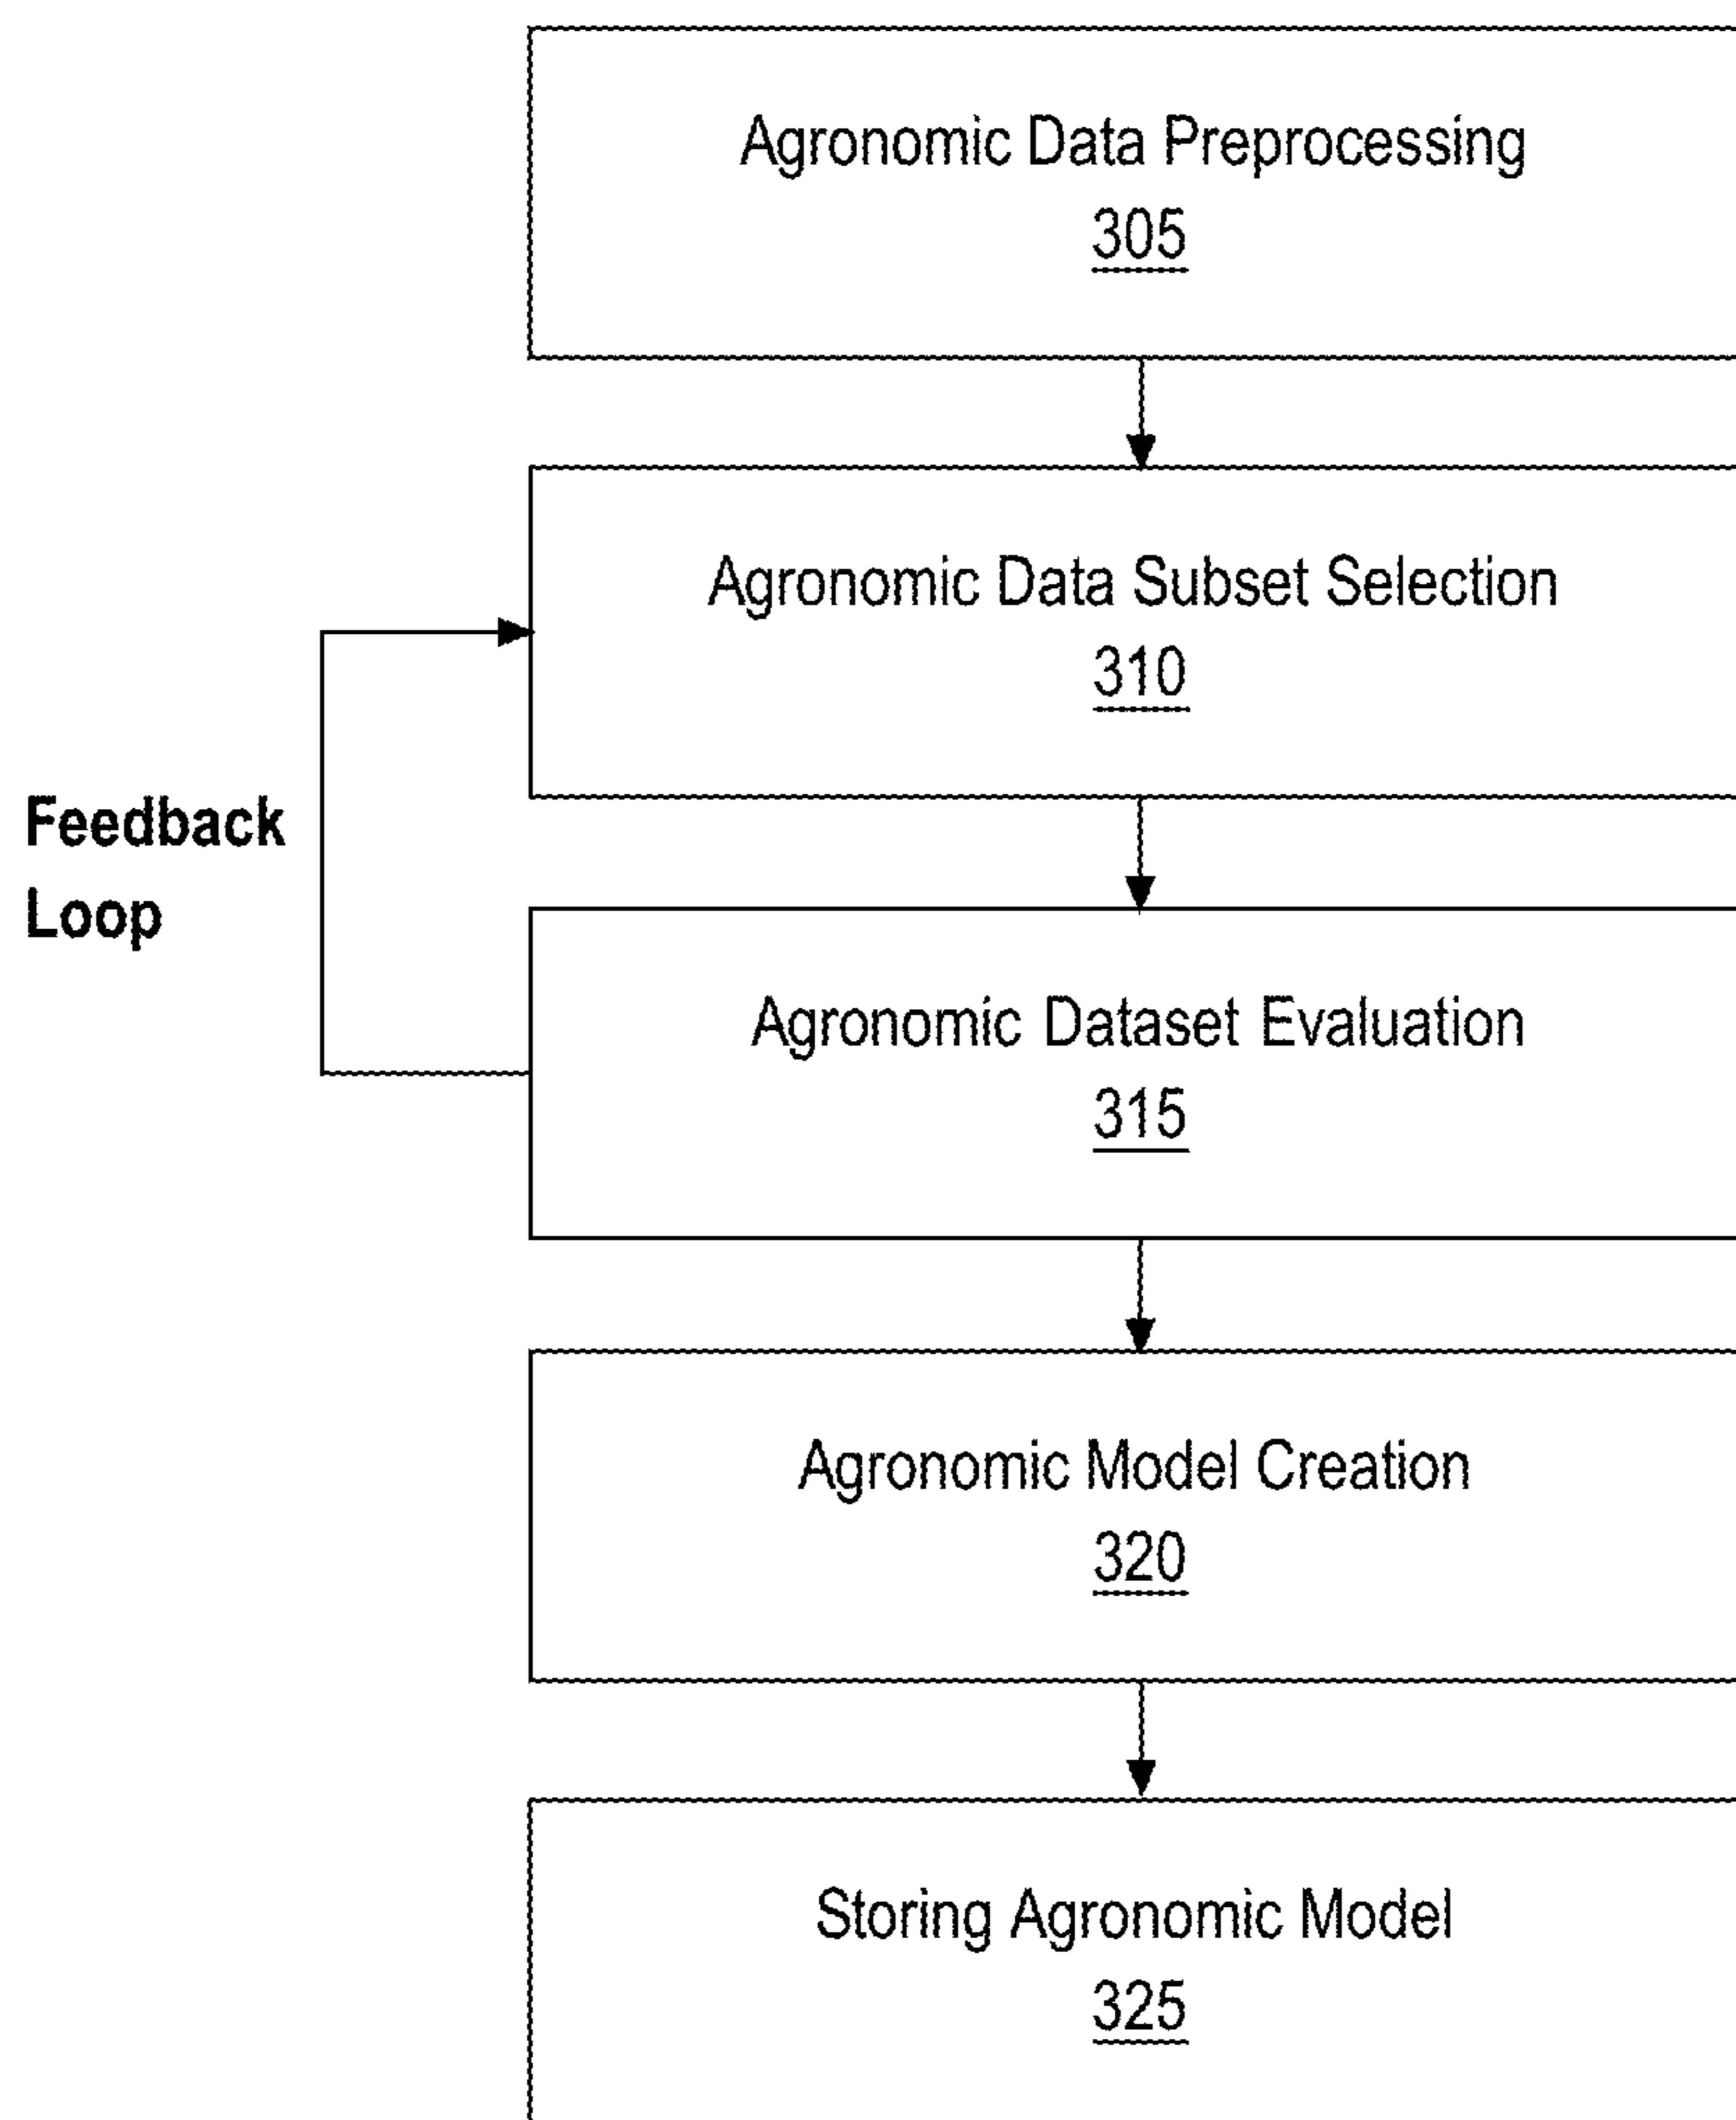 Agronomic Data Preprocessing
305
Agronomic Data Subset Selection
310
Feedback
Loop
Agronomic Dataset Evaluation
315
Agronomic Model Creation
320
Storing Agronomic Model
325